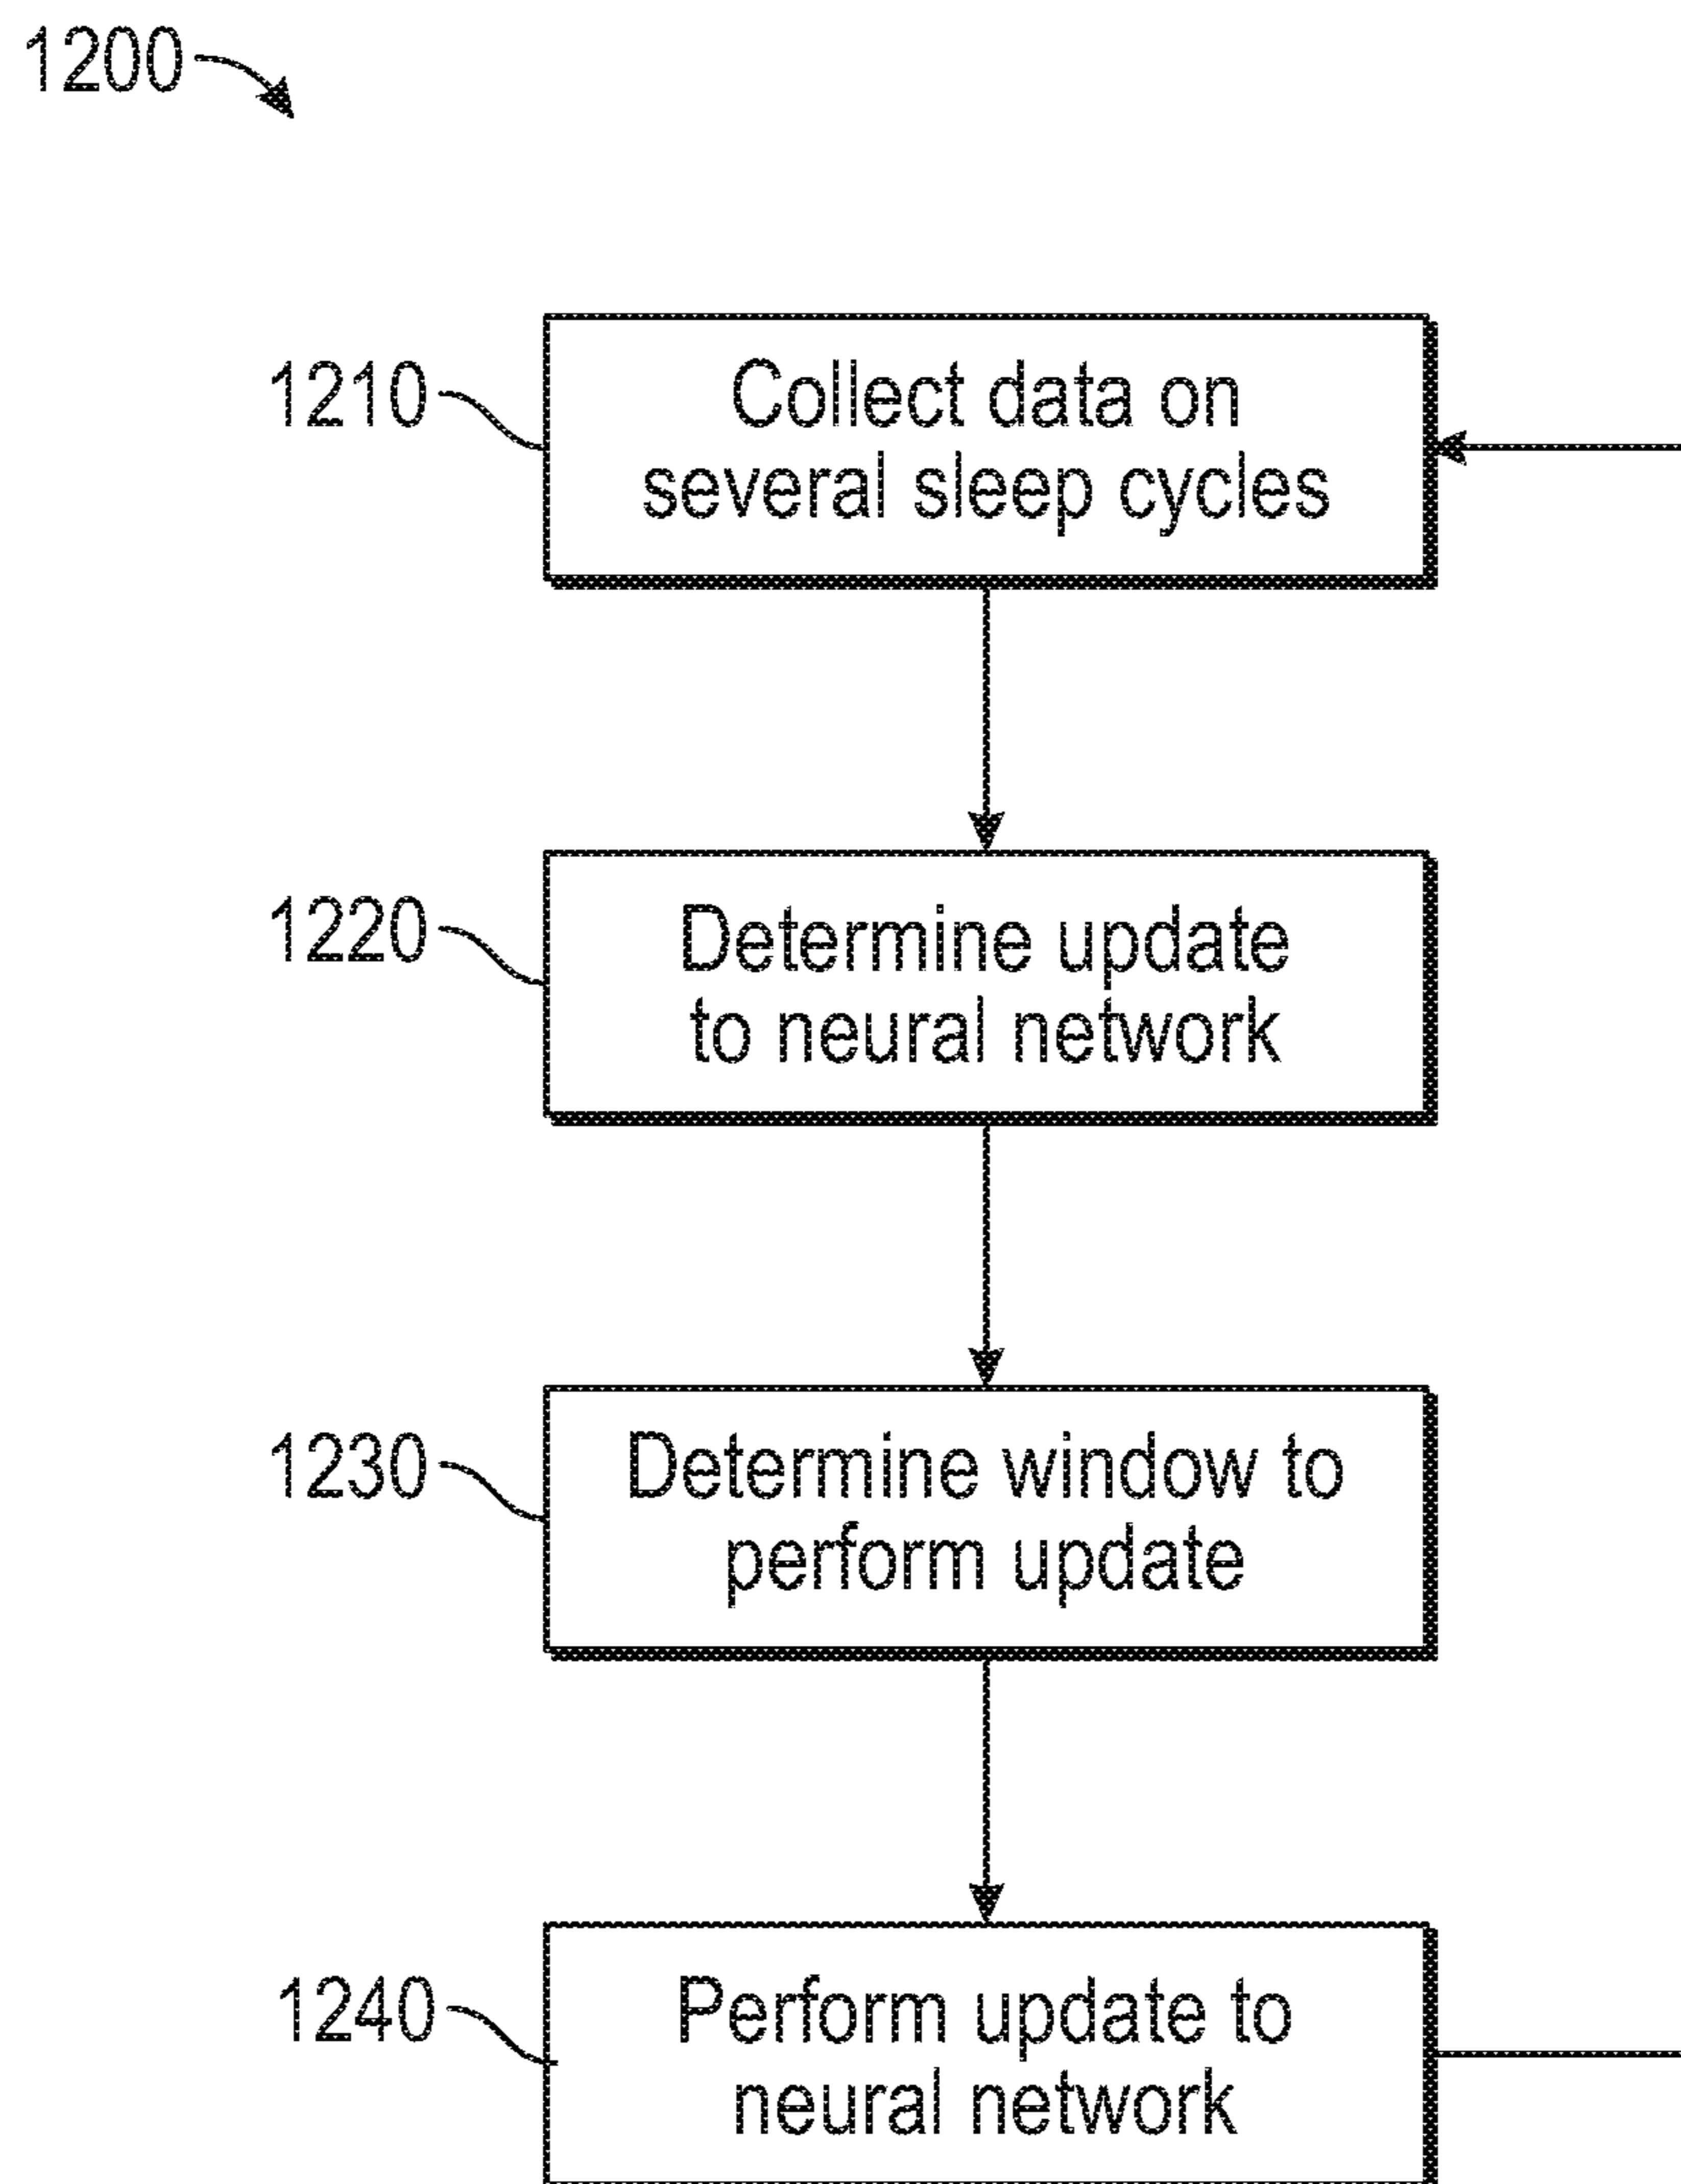 1200
1210
Collect data on
several sleep cycles
1220
Determine update
to neural network
1230
Determine window to
perform update
1240
Perform update to
neural network